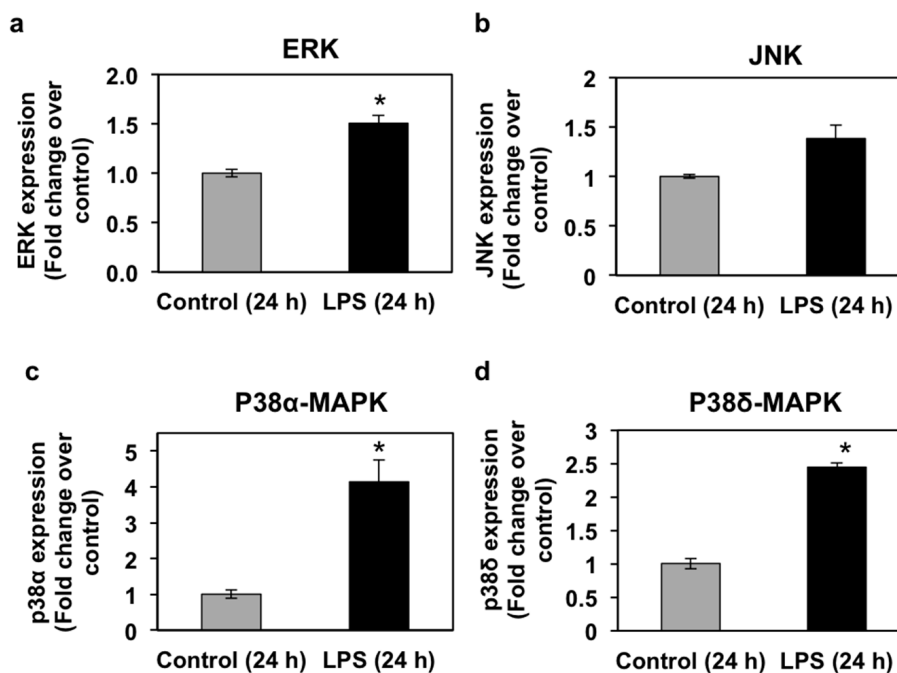 a
ERK
ERK expression
(Fold change over
control)
2.0
1.5
1.0
0.5
0.0
*
Control (24 h) LPS (24 h)
b
JNK
JNK expression
(Fold change over
control)
2
1.5
1
0.5
0
Control (24 h) LPS (24 h)
c
P38α-MAPK
p38α expression
(Fold change over
control)
5
4
3
2
1
0
*
Control (24 h) LPS (24 h)
d
P38δ-MAPK
p38δ expression
(Fold change over
control)
3
2.5
2
1.5
1
0.5
0
*
Control (24 h) LPS (24 h)